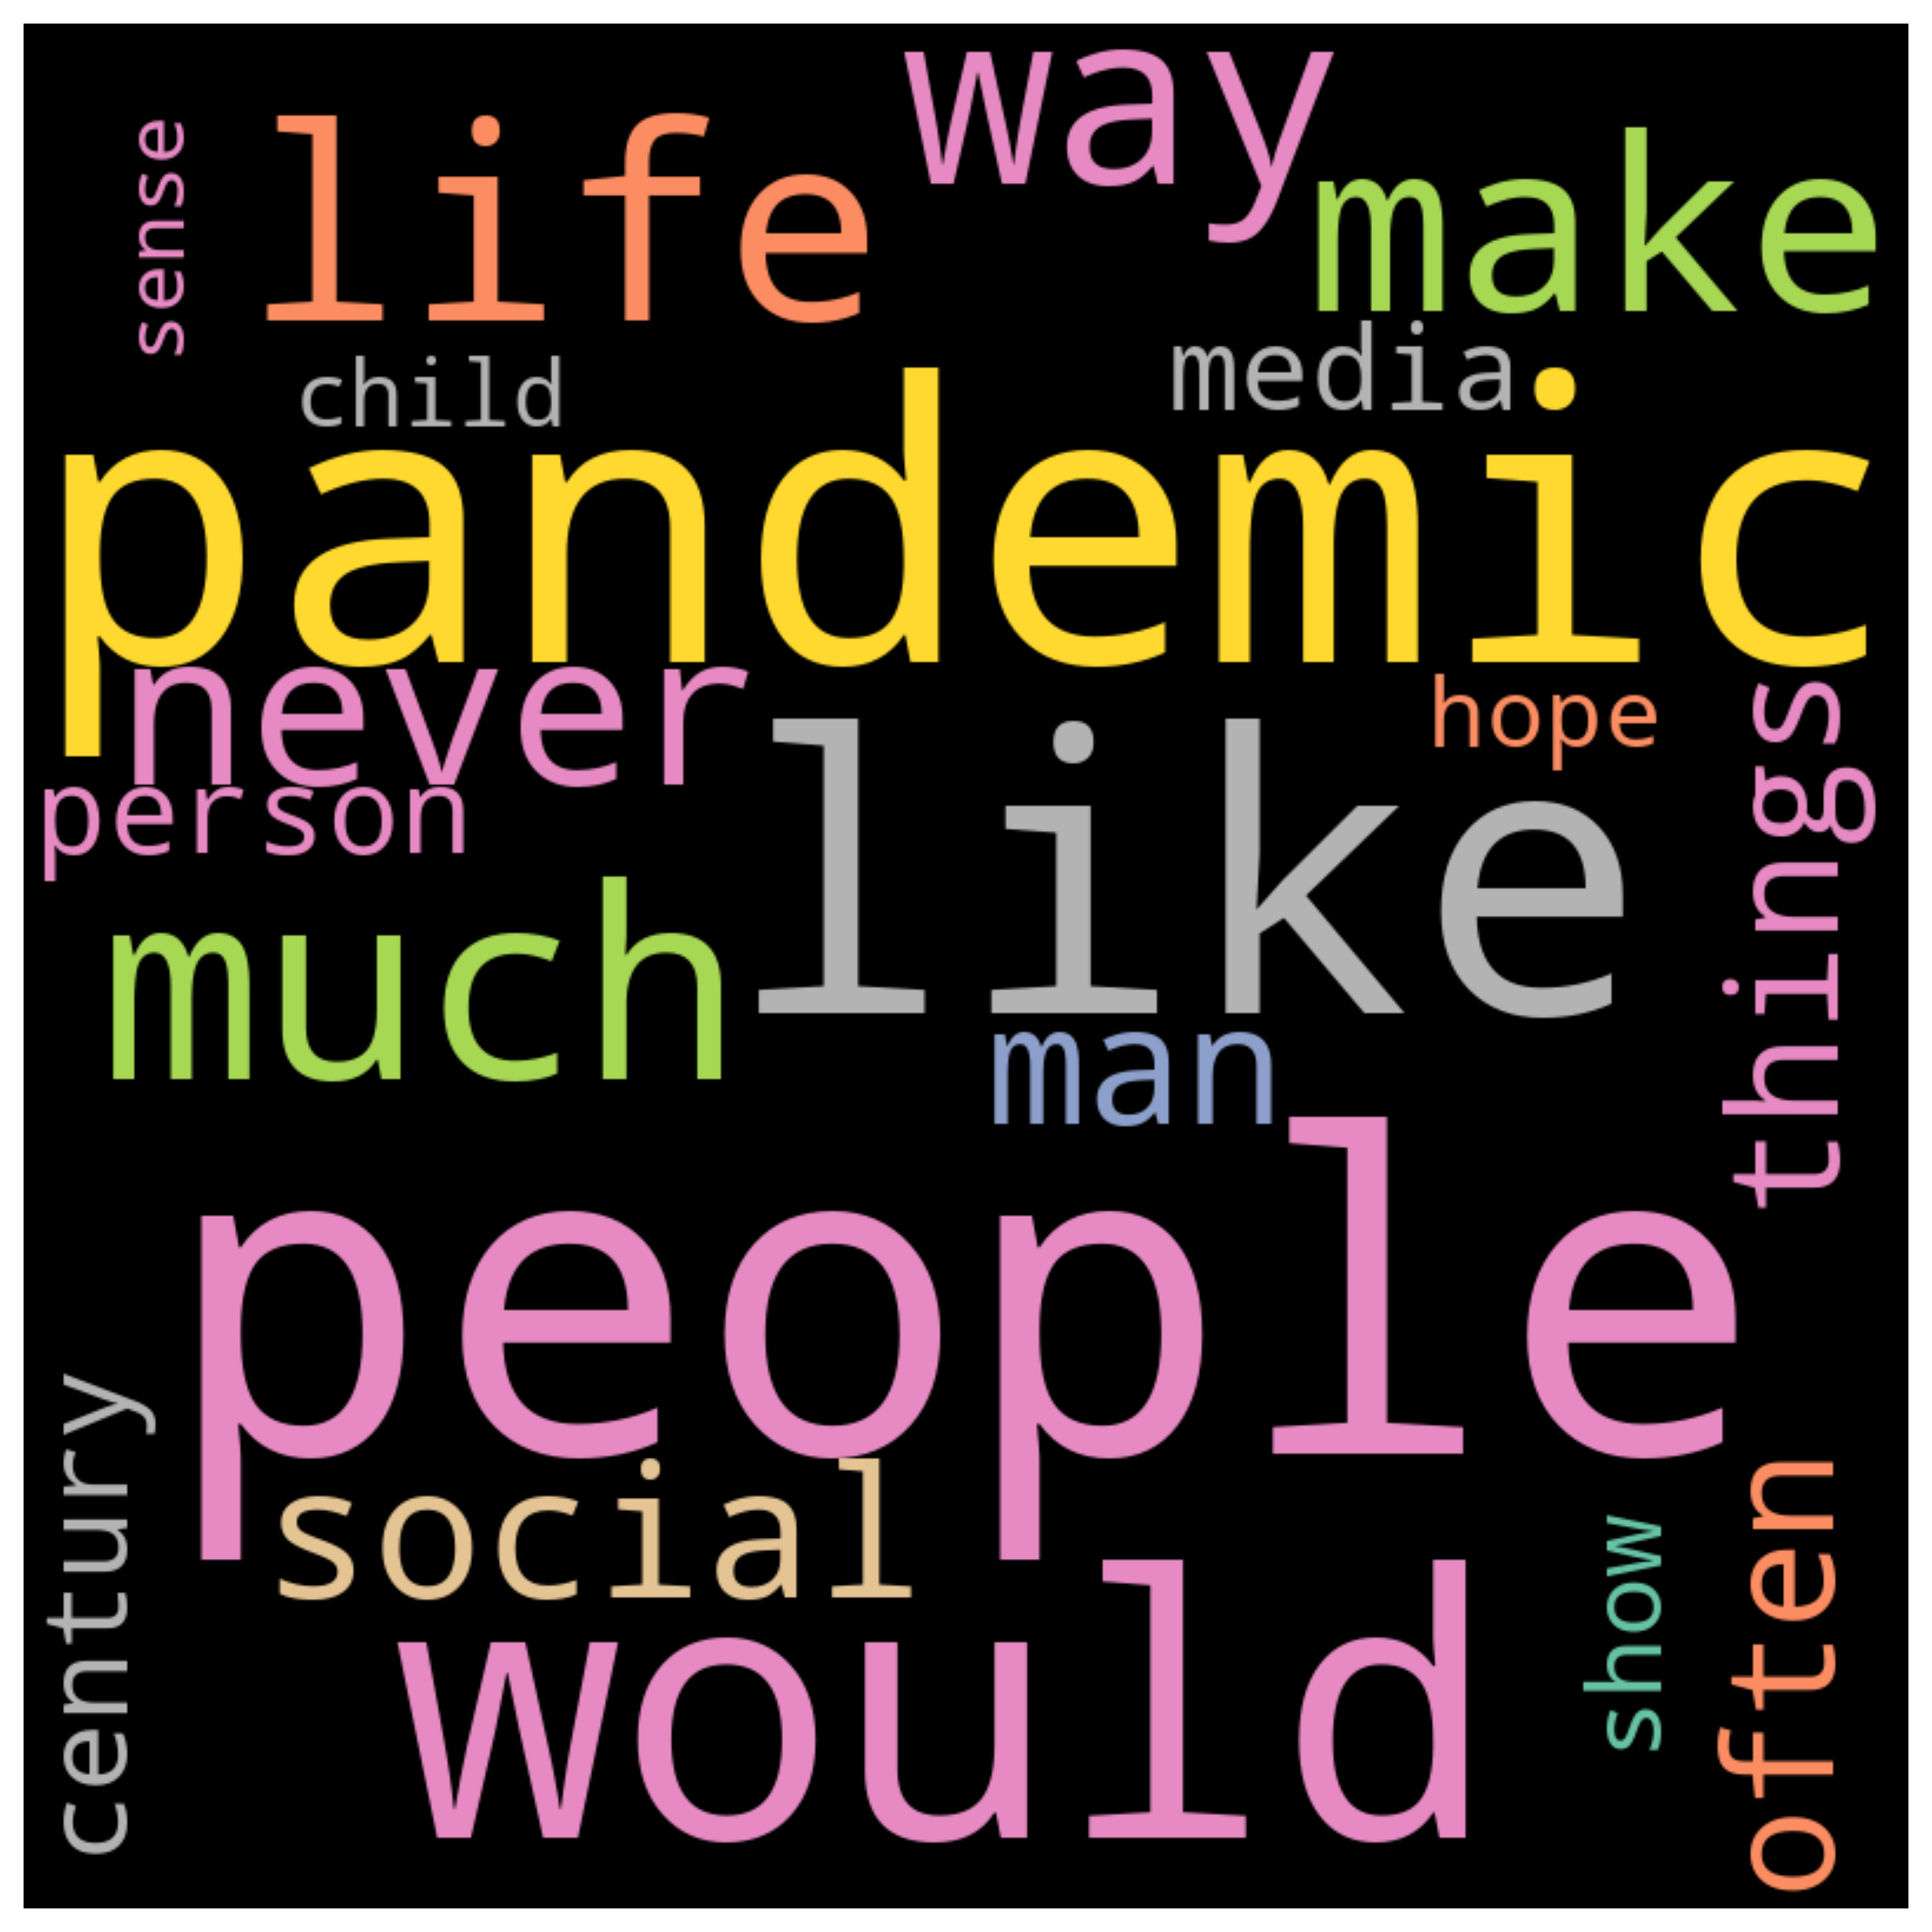 way
sense
life
make
child
media
pandemic
never
hope
person
like
things
much
man
people
century
social
show
often
would